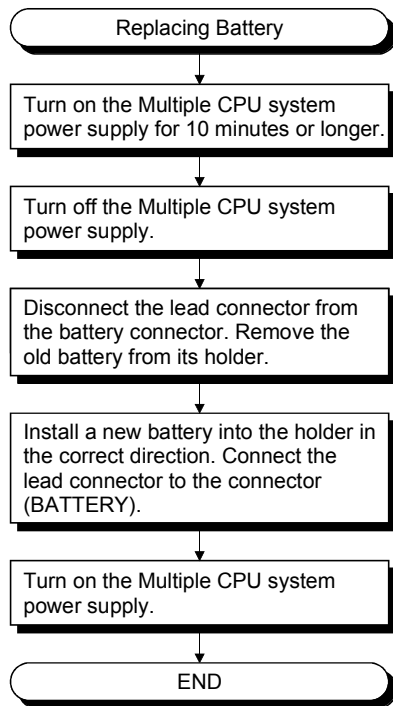 Replacing Battery
Turn on the Multiple CPU system
power supply for 10 minutes or longer.
Turn off the Multiple CPU system
power supply.
Disconnect the lead connector from
the battery connector. Remove the
old battery from its holder.
Install a new battery into the holder in
the correct direction. Connect the
lead connector to the connector
(BATTERY).
Turn on the Multiple CPU system
power supply.
END